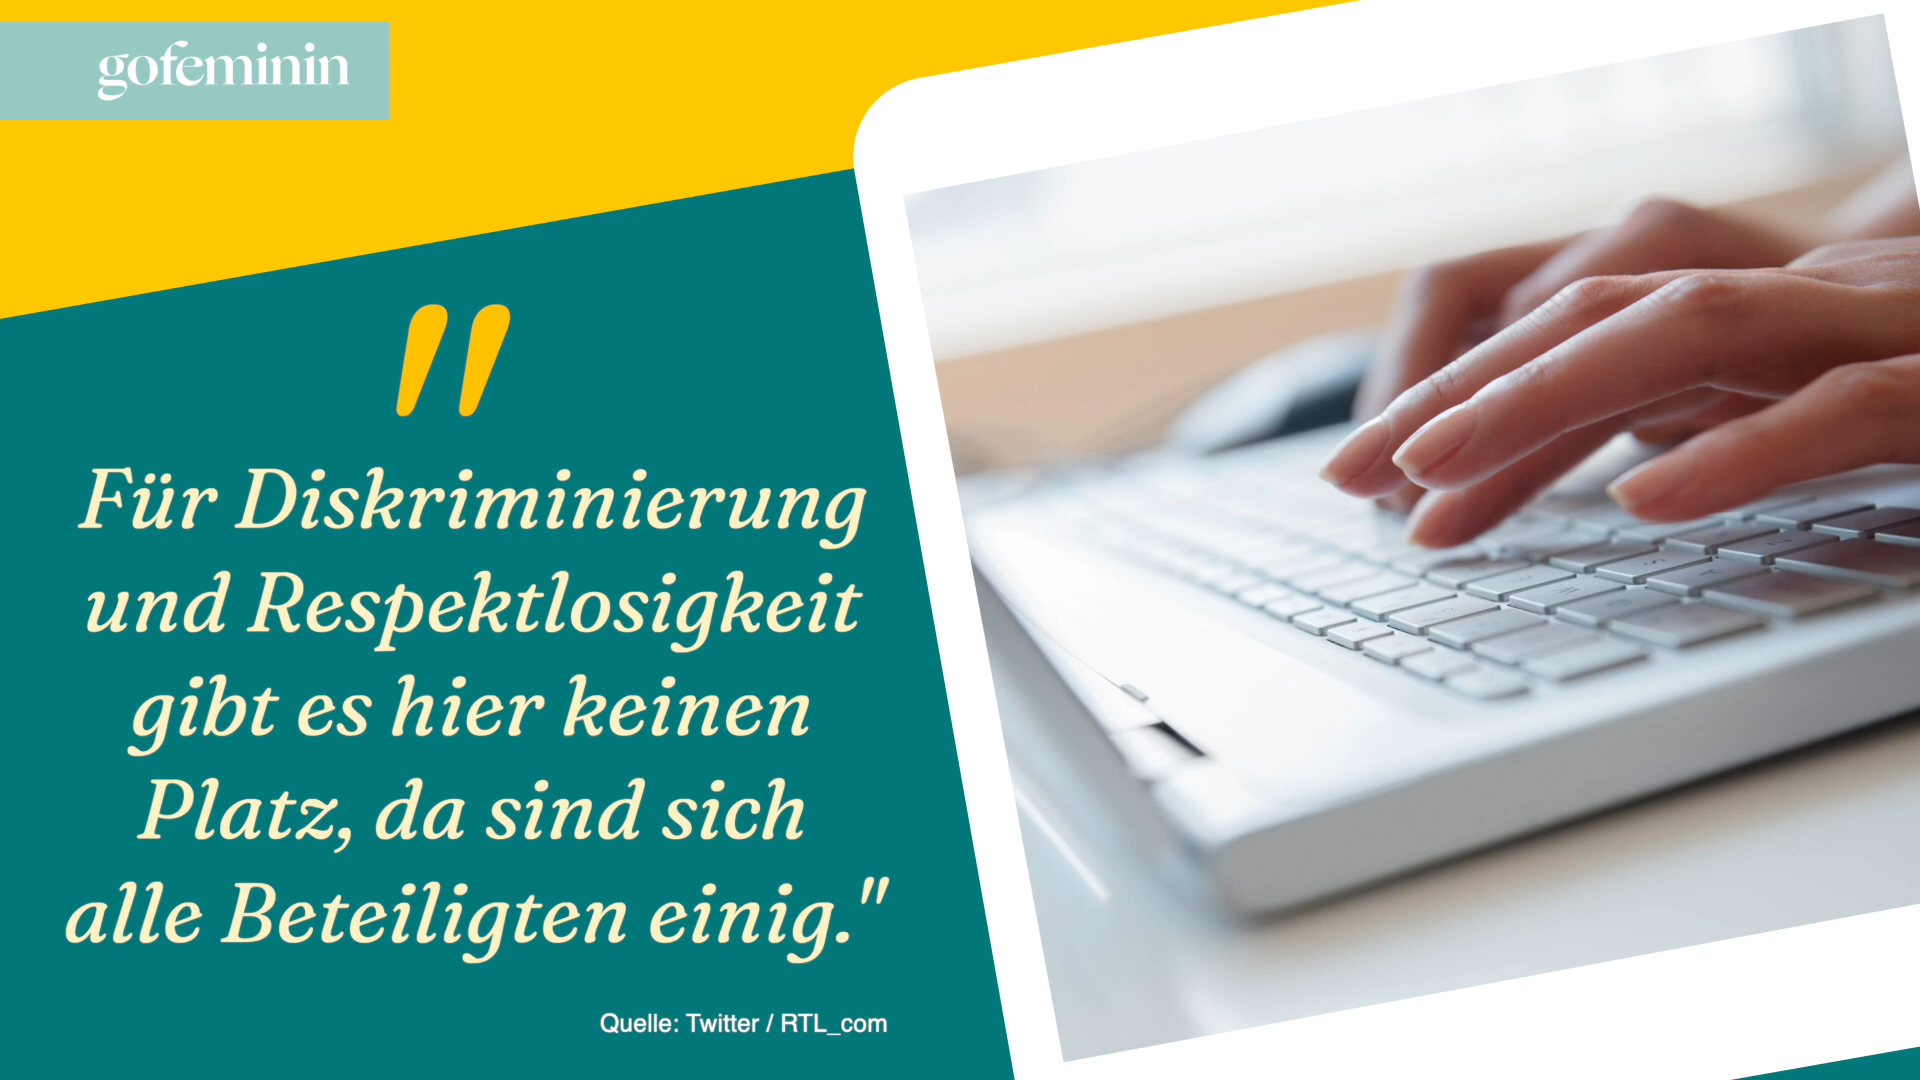 gofeminin
"
Für Diskriminierung
und Respektlosigkeit
gibt es hier keinen
Platz, da sind sich
alle Beteiligten einig."
Quelle: Twitter / RTL_com